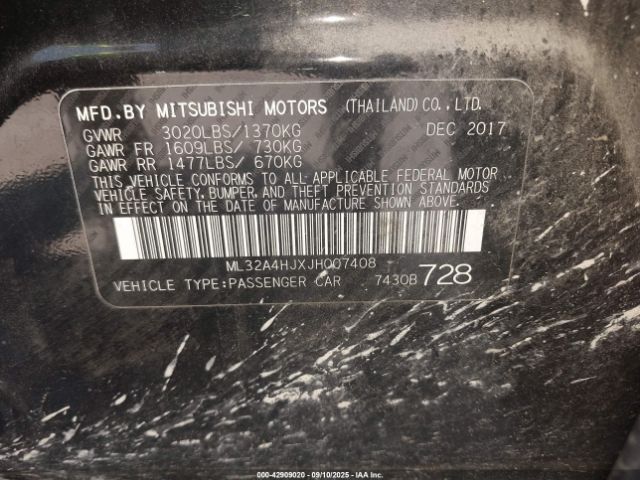 MFD.BY MITSUBISHI MOTORS (THAILAND)CO.,LTD.
GVWR 3020LBS/1370KG DEC 2017
GAWR FR 1609LBS/ 730KG
GAWR RR 1477LBS/ 670KG
THIS VEHICLE CONFORMS TO ALL APPLICABLE FEDERAL MOTOR
VEHICLE SAFETY, BUMPER, AND THEFT PREVENTION STANDARDS
IN EFFECT ON THE DATE OF MANUFACTURE SHOWN ABOVE.
ML32A4HJXJH007408
VEHICLE TYPE:PASSENGER CAR 7430B 728
000-42909020 - 09/10/2025 - IAA Inc.